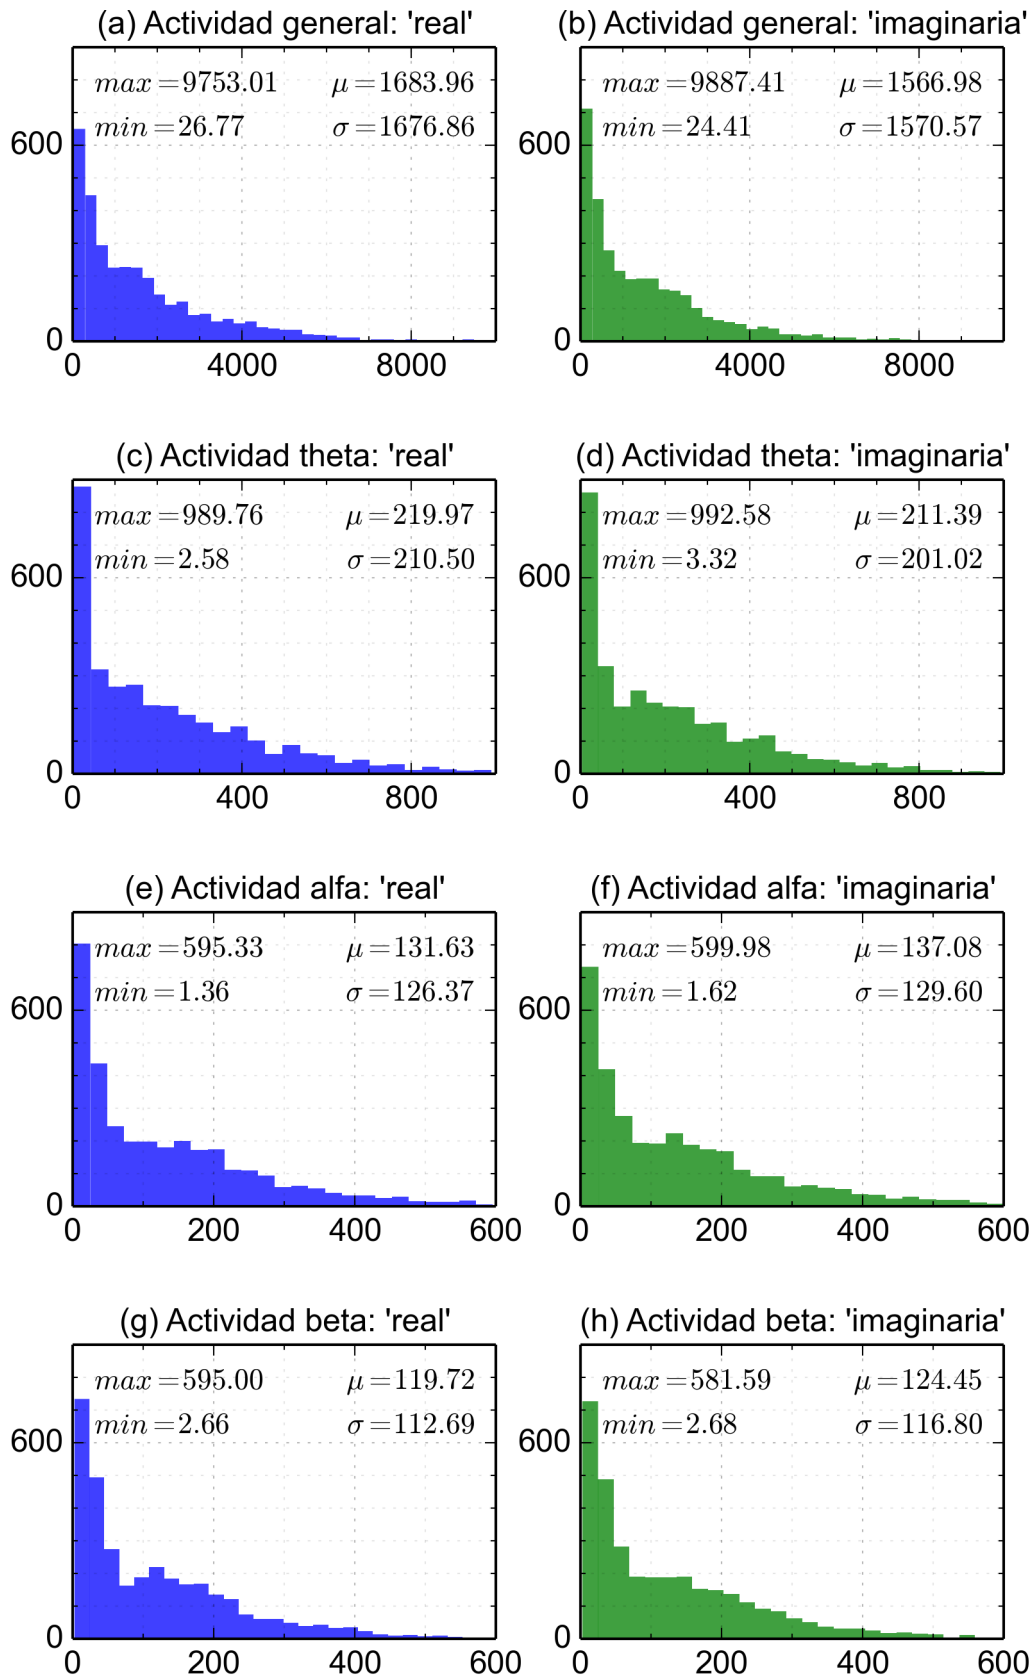 (a) Actividad general: 'real'
(b) Actividad general: 'imaginaria'
max=9753.01 μ=1683.96
max=9887.41 μ=1566.98
min=26.77 σ=1676.86
min=24.41 σ=1570.57
600
600
0
0
0 4000 8000
0 4000 8000
(c) Actividad theta: 'real'
(d) Actividad theta: 'imaginaria'
max=989.76 μ=219.97
max=992.58 μ=211.39
min=2.58 σ=210.50
min=3.32 σ=201.02
600
600
0
0
0 400 800
0 400 800
(e) Actividad alfa: 'real'
(f) Actividad alfa: 'imaginaria'
max=595.33 μ=131.63
max=599.98 μ=137.08
min=1.36 σ=126.37
min=1.62 σ=129.60
600
600
0
0
0 200 400 600
0 200 400 600
(g) Actividad beta: 'real'
(h) Actividad beta: 'imaginaria'
max=595.00 μ=119.72
max=581.59 μ=124.45
min=2.66 σ=112.69
min=2.68 σ=116.80
600
600
0
0
0 200 400 600
0 200 400 600